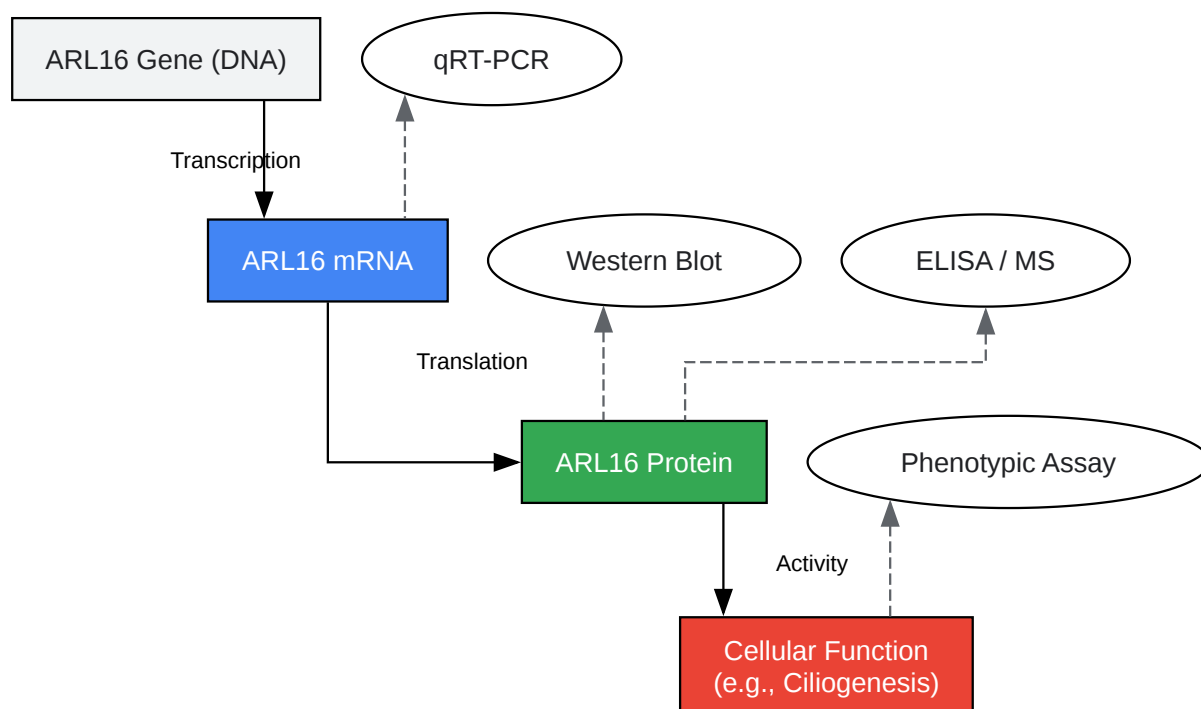 ARL16 Gene (DNA)
qRT-PCR
Transcription
ARL16 mRNA
Western Blot
ELISA / MS
Translation
ARL16 Protein
Phenotypic Assay
Activity
Cellular Function
(e.g., Ciliogenesis)